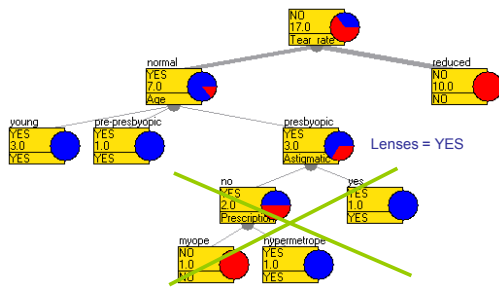 NO
17.0
Tear_rate
normal
YES
7.0
Age
reduced
NO
10.0
NO
young
YES
3.0
YES
pre-presbyopic
YES
1.0
YES
presbyopic
YES
3.0
Astigmatic
Lenses = YES
no
YES
2.0
Prescription
yes
YES
1.0
YES
myope
NO
1.0
NO
hypermetrope
YES
1.0
YES